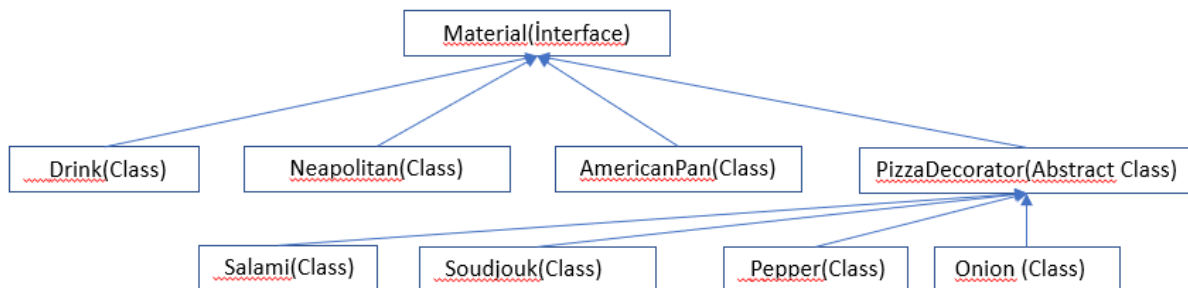 Material(İnterface)
Drink(Class)
Neapolitan(Class)
AmericanPan(Class)
PizzaDecorator(Abstract Class)
Salami(Class)
Soudjouk(Class)
Pepper(Class)
Onion (Class)